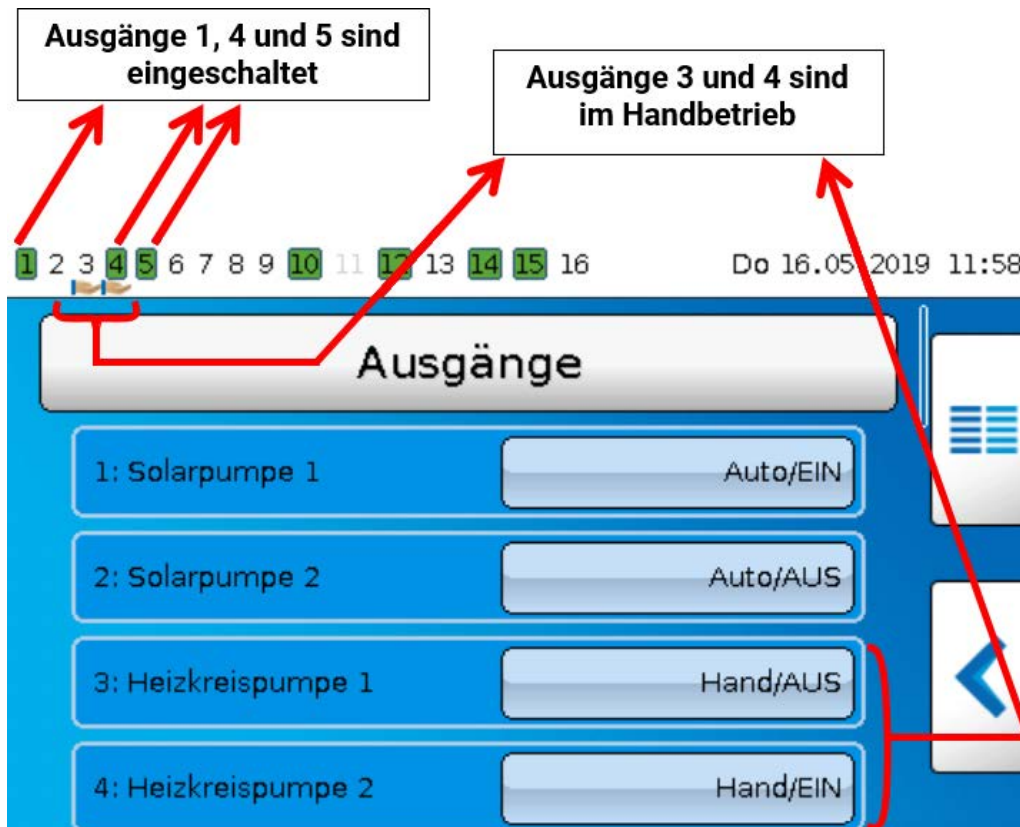 Ausgänge 1, 4 und 5 sind
eingeschaltet
Ausgänge 3 und 4 sind
im Handbetrieb
1 2 3 4 5 6 7 8 9 10 11 12 13 14 15 16 Do 16.05.2019 11:58
Ausgänge
1: Solarpumpe 1 Auto/EIN
2: Solarpumpe 2 Auto/AUS
3: Heizkreispumpe 1 Hand/AUS
4: Heizkreispumpe 2 Hand/EIN